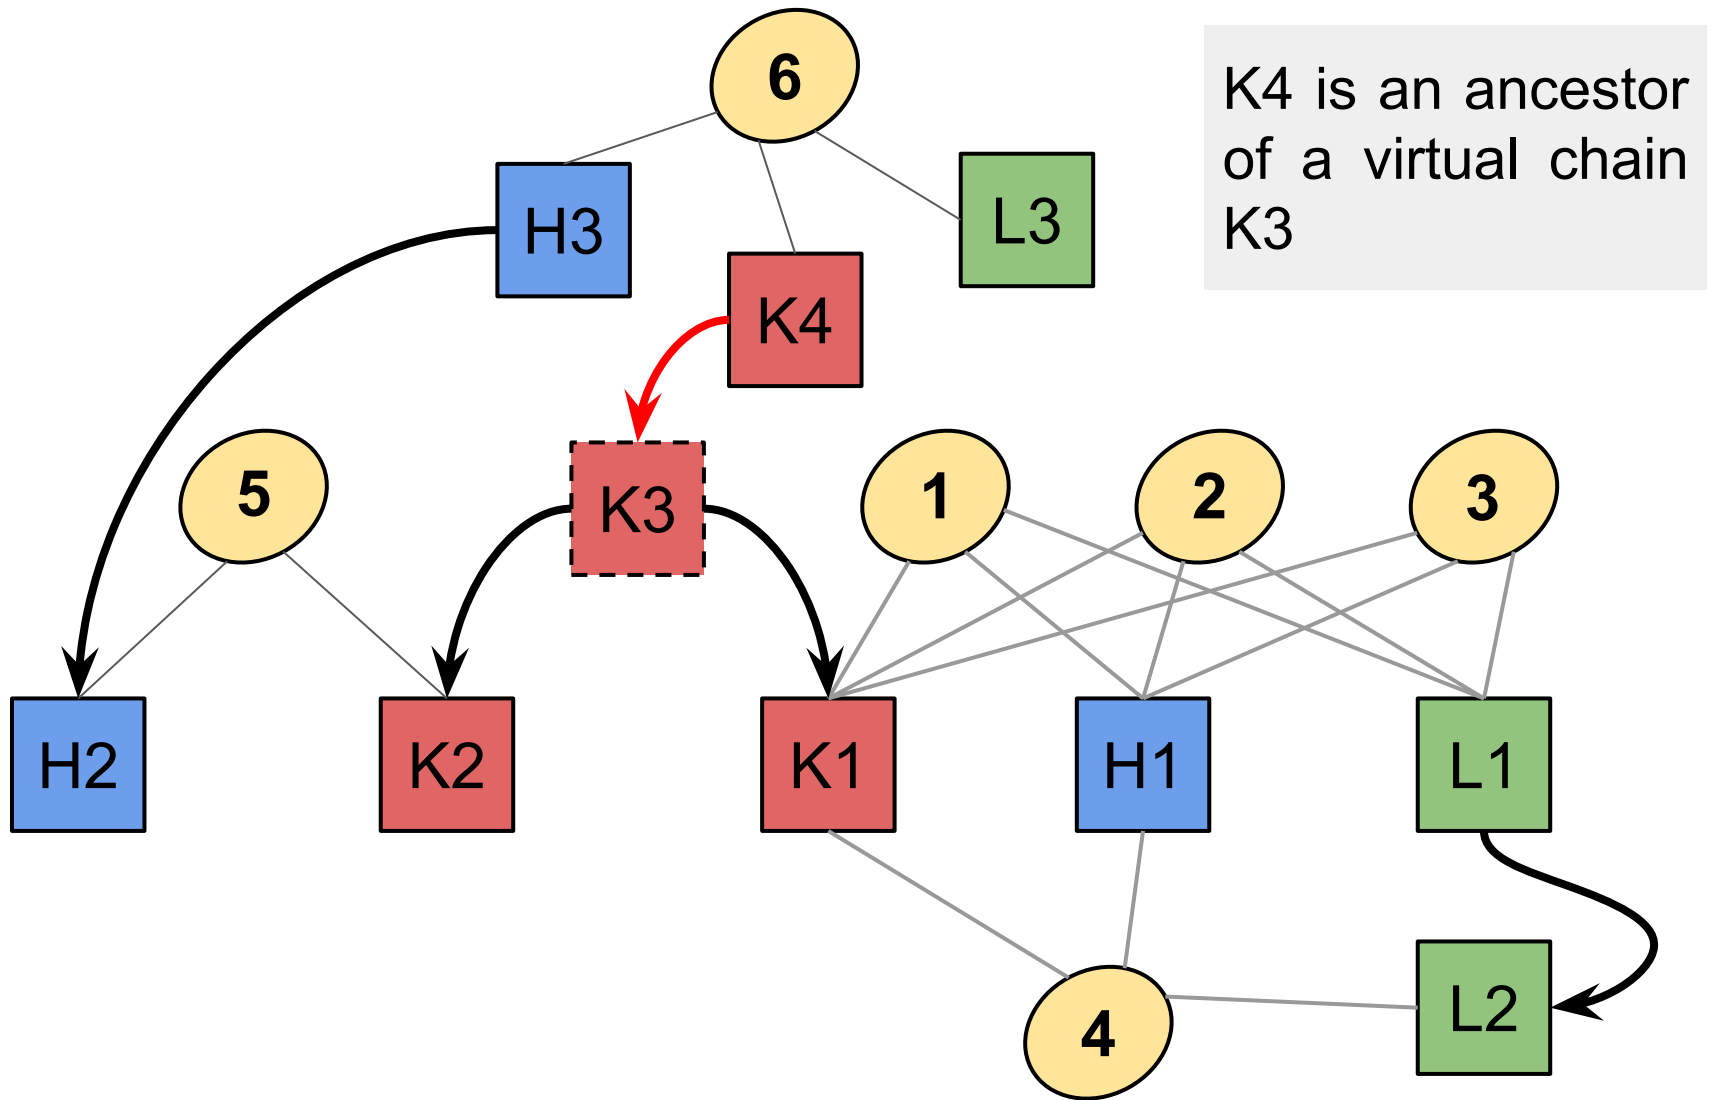 6
K4 is an ancestor
of a virtual chain
K3
H3
L3
K4
5
K3
1
2
3
H2
K2
K1
H1
L1
4
L2